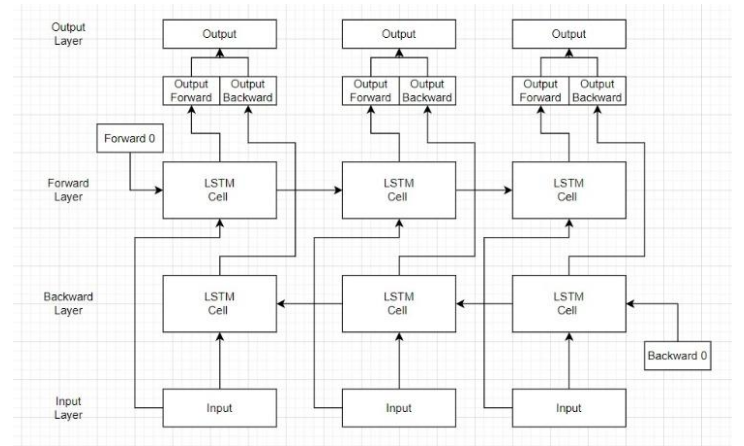 Output
Layer
Output
Output
Output
Output
Forward
Output
Backward
Output
Forward
Output
Backward
Output
Forward
Output
Backward
Forward 0
Forward
Layer
LSTM
Cell
LSTM
Cell
LSTM
Cell
Backward
Layer
LSTM
Cell
LSTM
Cell
LSTM
Cell
Backward 0
Input
Layer
Input
Input
Input